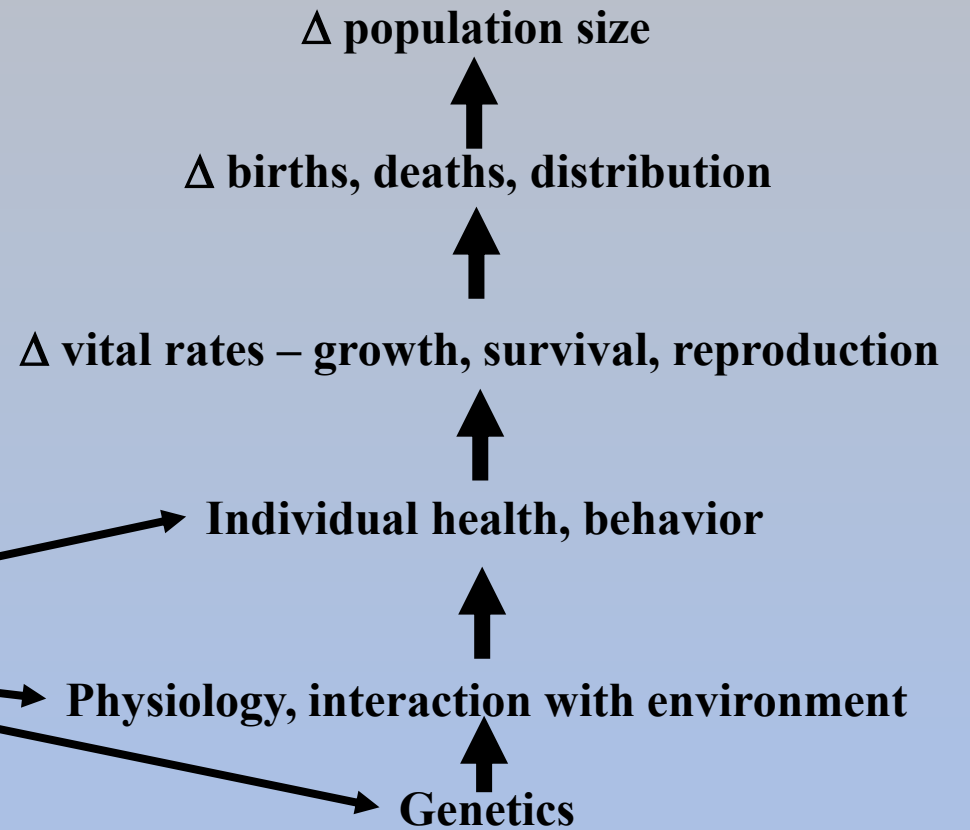 Δ population size
Δ births, deaths, distribution
Δ vital rates – growth, survival, reproduction
Individual health, behavior
Physiology, interaction with environment
Genetics